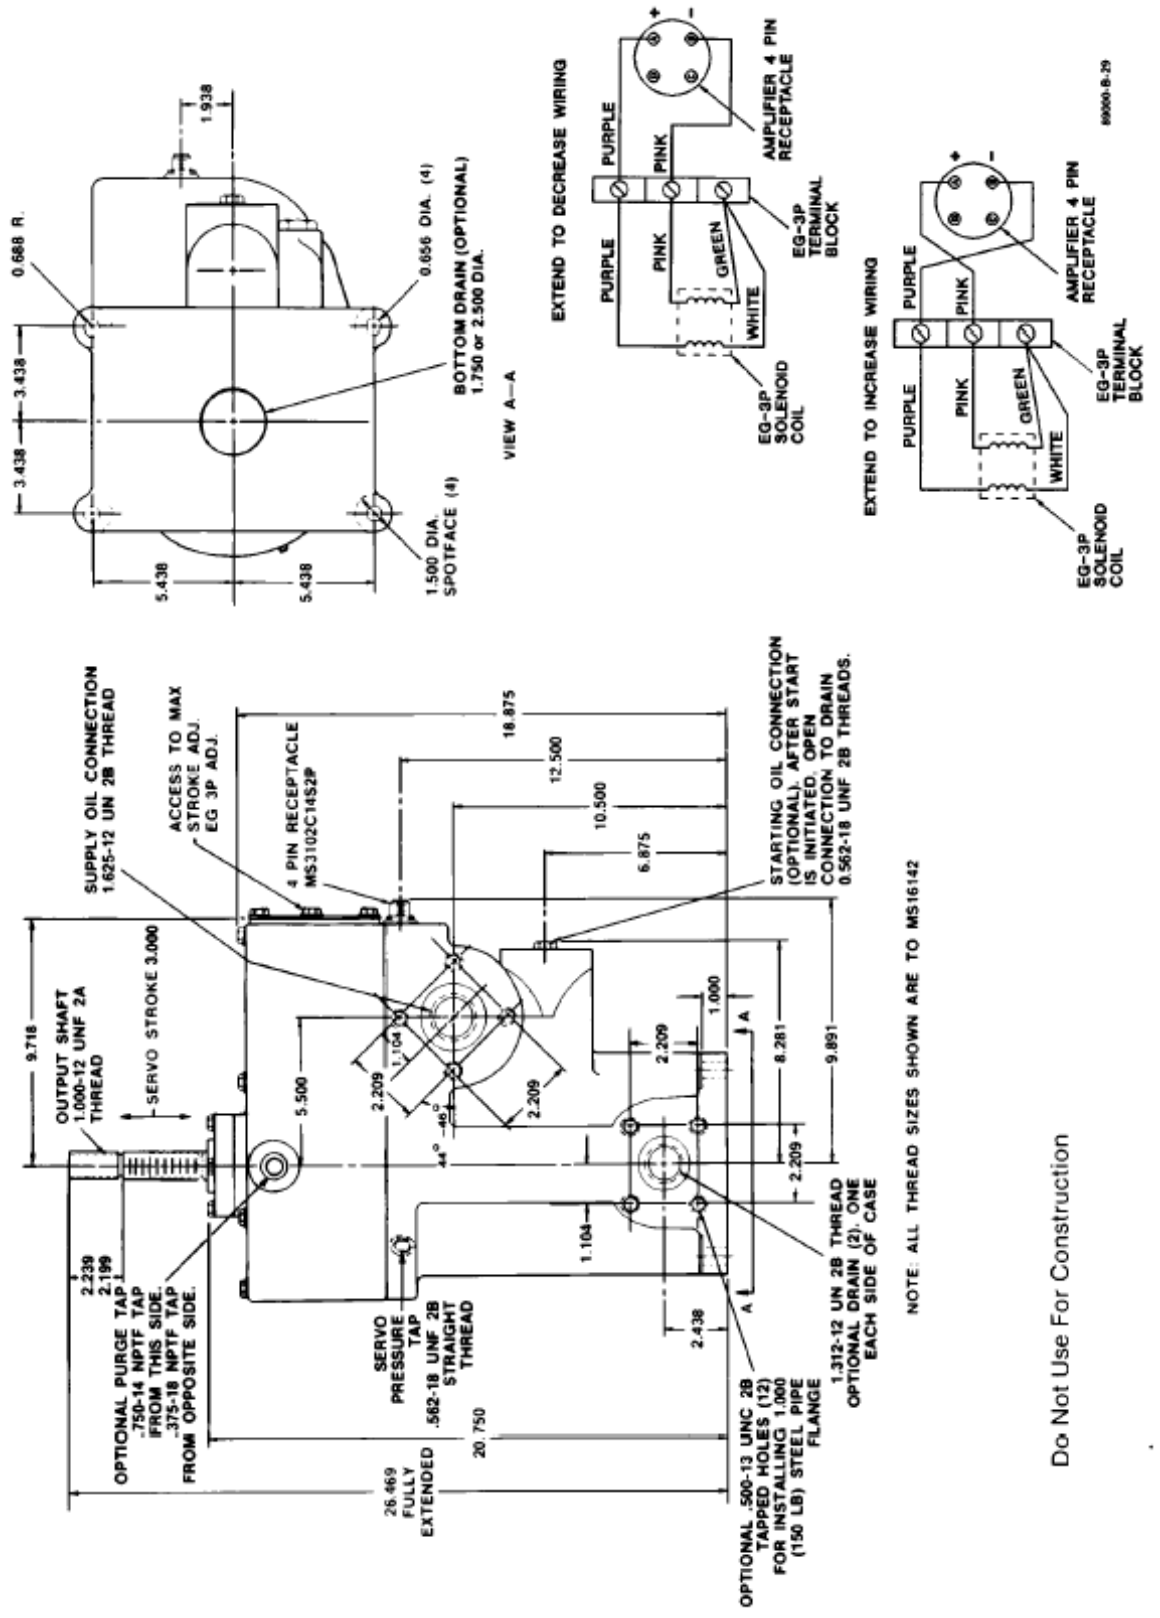 9.718
OUTPUT SHAFT
1.000-12 UNF 2A
THREAD
SERVO STROKE 3.000
SUPPLY OIL CONNECTION
1.625-12 UN 2B THREAD
ACCESS TO MAX
STROKE ADJ.
EG 3P ADJ.
4 PIN RECEPTACLE
MS3102C14S2P
2.239
2.199
OPTIONAL PURGE TAP
.750-14 NPTF TAP
FROM THIS SIDE.
.375-18 NPTF TAP
FROM OPPOSITE SIDE.
5.500
1.104
2.209
44°
46°
2.209
SERVO
PRESSURE
TAP
.562-18 UNF 2B
STRAIGHT
THREAD
26.469
FULLY
EXTENDED
20.750
18.875
12.500
10.500
6.875
STARTING OIL CONNECTION
(OPTIONAL). AFTER START
IS INITIATED, OPEN
CONNECTION TO DRAIN
0.562-18 UNF 2B THREADS.
1.104
2.209
2.209
1.000
8.281
9.891
A
A
2.438
OPTIONAL .500-13 UNC 2B
TAPPED HOLES (12)
FOR INSTALLING 1.000
(150 LB) STEEL PIPE
FLANGE
1.312-12 UN 2B THREAD
OPTIONAL DRAIN (2). ONE
EACH SIDE OF CASE
NOTE: ALL THREAD SIZES SHOWN ARE TO MS16142
Do Not Use For Construction
1.938
0.688 R.
3.438
3.438
0.656 DIA. (4)
BOTTOM DRAIN (OPTIONAL)
1.750 or 2.500 DIA.
VIEW A—A
5.438
5.438
1.500 DIA.
SPOTFACE (4)
EXTEND TO DECREASE WIRING
PURPLE
PURPLE
PINK
PINK
GREEN
WHITE
EG-3P
SOLENOID
COIL
EG-3P
TERMINAL
BLOCK
AMPLIFIER 4 PIN
RECEPTACLE
+
−
A
B
C
D
EXTEND TO INCREASE WIRING
PURPLE
PURPLE
PINK
PINK
GREEN
WHITE
EG-3P
SOLENOID
COIL
EG-3P
TERMINAL
BLOCK
AMPLIFIER 4 PIN
RECEPTACLE
+
−
A
B
C
89000-B-29